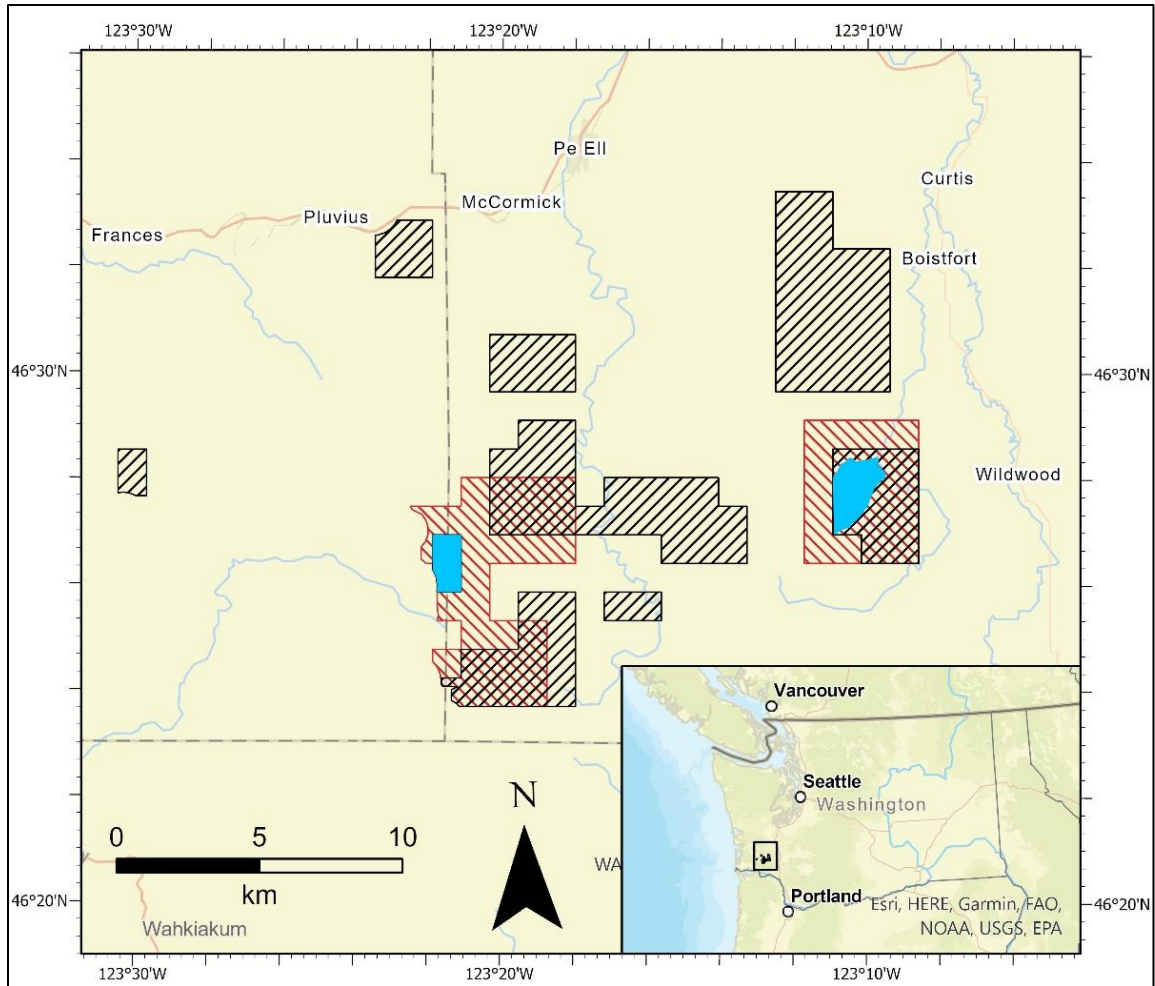 123°30'W 123°20'W 123°10'W
Pe Ell
Curtis
McCormick
Pluvius
Frances
Boistfort
46°30'N 46°30'N
Wildwood
Vancouver
Seattle
Washington
N
0 5 10
km
WA
Portland
46°20'N 46°20'N
Esri, HERE, Garmin, FAO,
NOAA, USGS, EPA
Wahkiakum
123°30'W 123°20'W 123°10'W